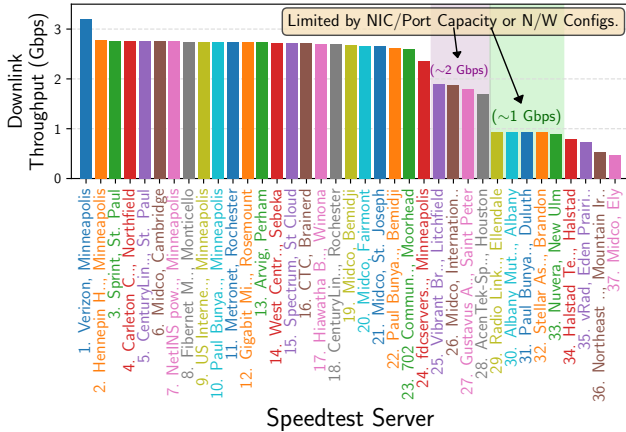 Limited by NIC/Port Capacity or N/W Configs.
Downlink
Throughput (Gbps)
3
2
1
0
(~2 Gbps)
(~1 Gbps)
1. Verizon, Minneapolis
2. Hennepin H.., Minneapolis
3. Sprint, St. Paul
4. Carleton C.., Northfield
5. CenturyLin.., St. Paul
6. Midco, Cambridge
7. NetINS pow.., Minneapolis
8. Fibernet M.., Monticello
9. US Interne.., Minneapolis
10. Paul Bunya.., Minneapolis
11. Metronet, Rochester
12. Gigabit Mi.., Rosemount
13. Arvig, Perham
14. West Centr.., Sebeka
15. Spectrum, St Cloud
16. CTC, Brainerd
17. Hiawatha B.. Winona
18. CenturyLin.., Rochester
19. Midco Bemidji
20. Midco, Fairmont
21. Midco, St. Joseph
22. Paul Bunya.., Bemidji
23. 702 Commun.., Moorhead
24. fdcservers.., Minneapolis
25. Vibrant Br.., Litchfield
26. Midco, Internation..
27. Gustavus A.., Saint Peter
28. AcenTek-Sp.., Houston
29. Radio Link.., Ellendale
30. Albany Mut.., Albany
31. Paul Bunya.., Duluth
32. Stellar As.., Brandon
33. Nuvera, New Ulm
34. Halstad Te.., Halstad
35. vRad, Eden Prairi..
36. Northeast ..., Mountain Ir..
37. Midco, Ely
Speedtest Server